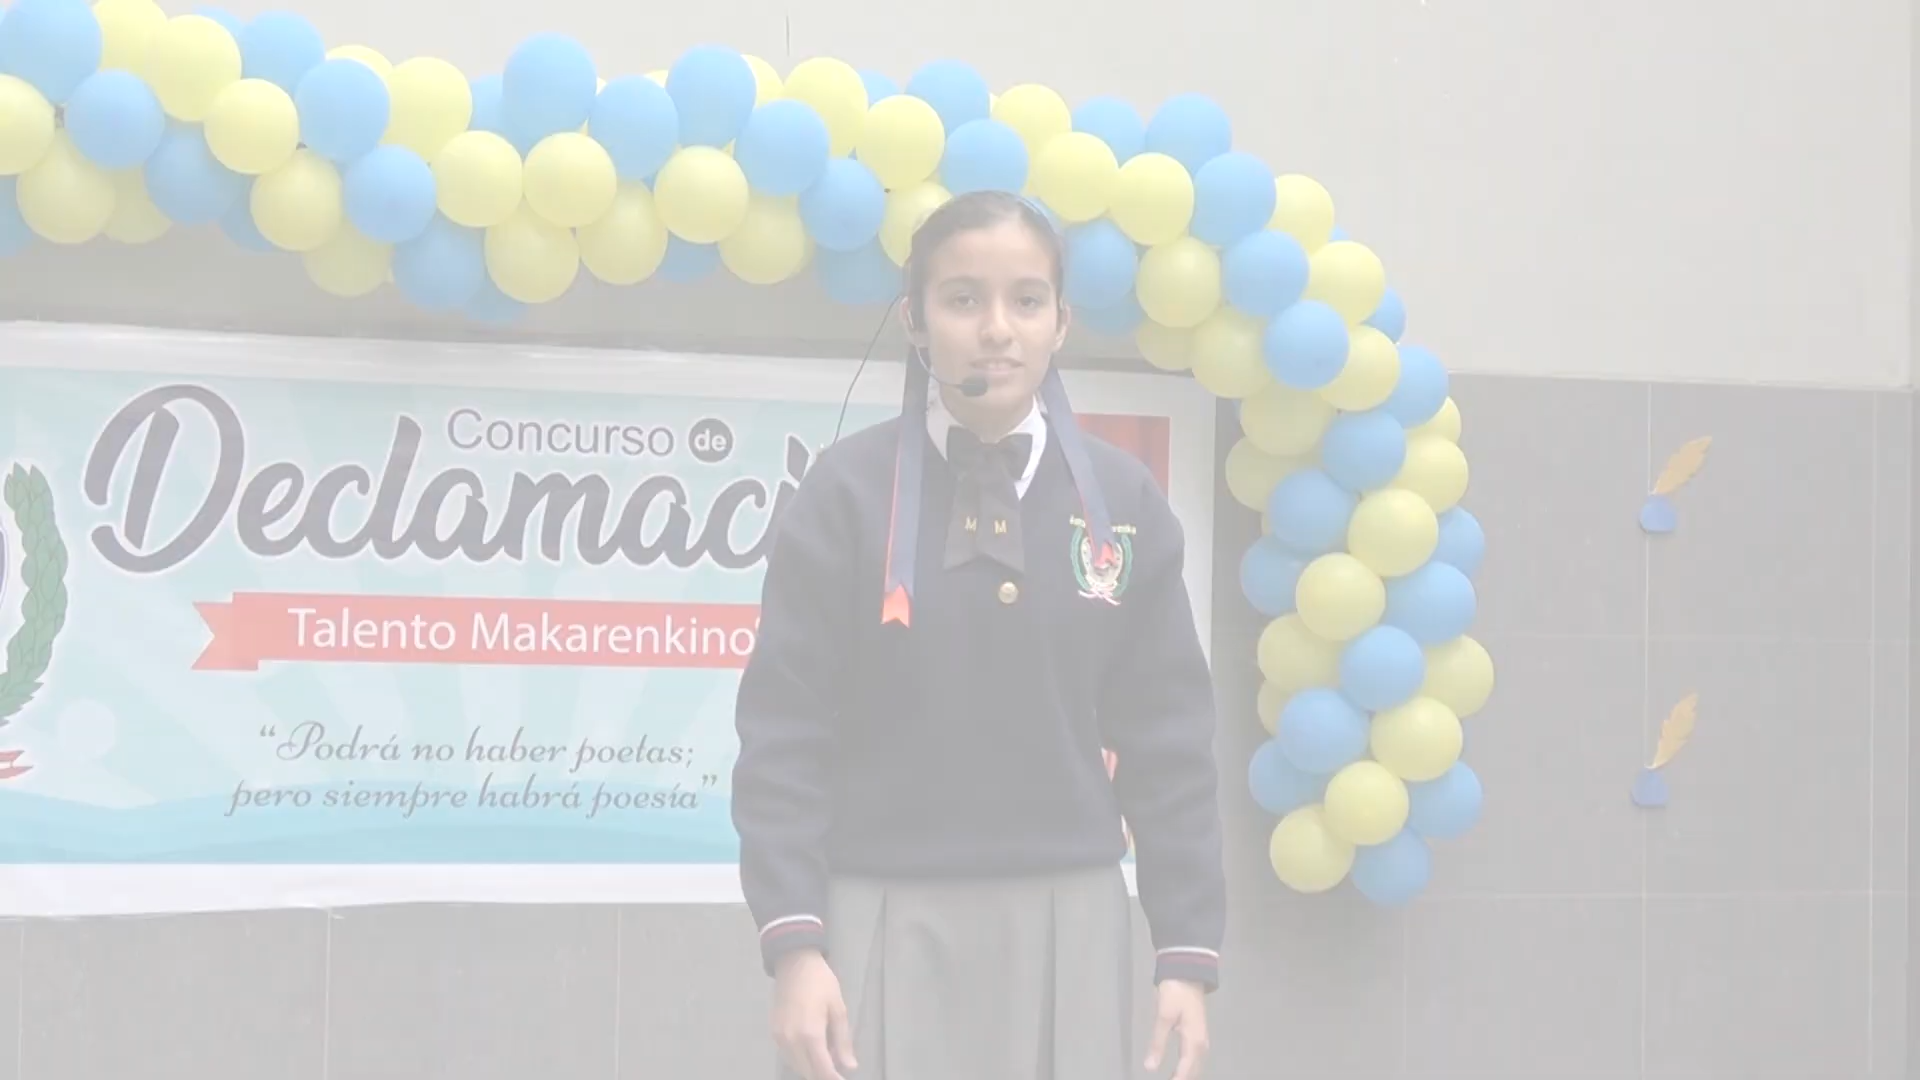 Concurso de
Declamaci
Talento Makarenkino
“Podrá no haber poetas;
pero siempre habrá poesía”
M M